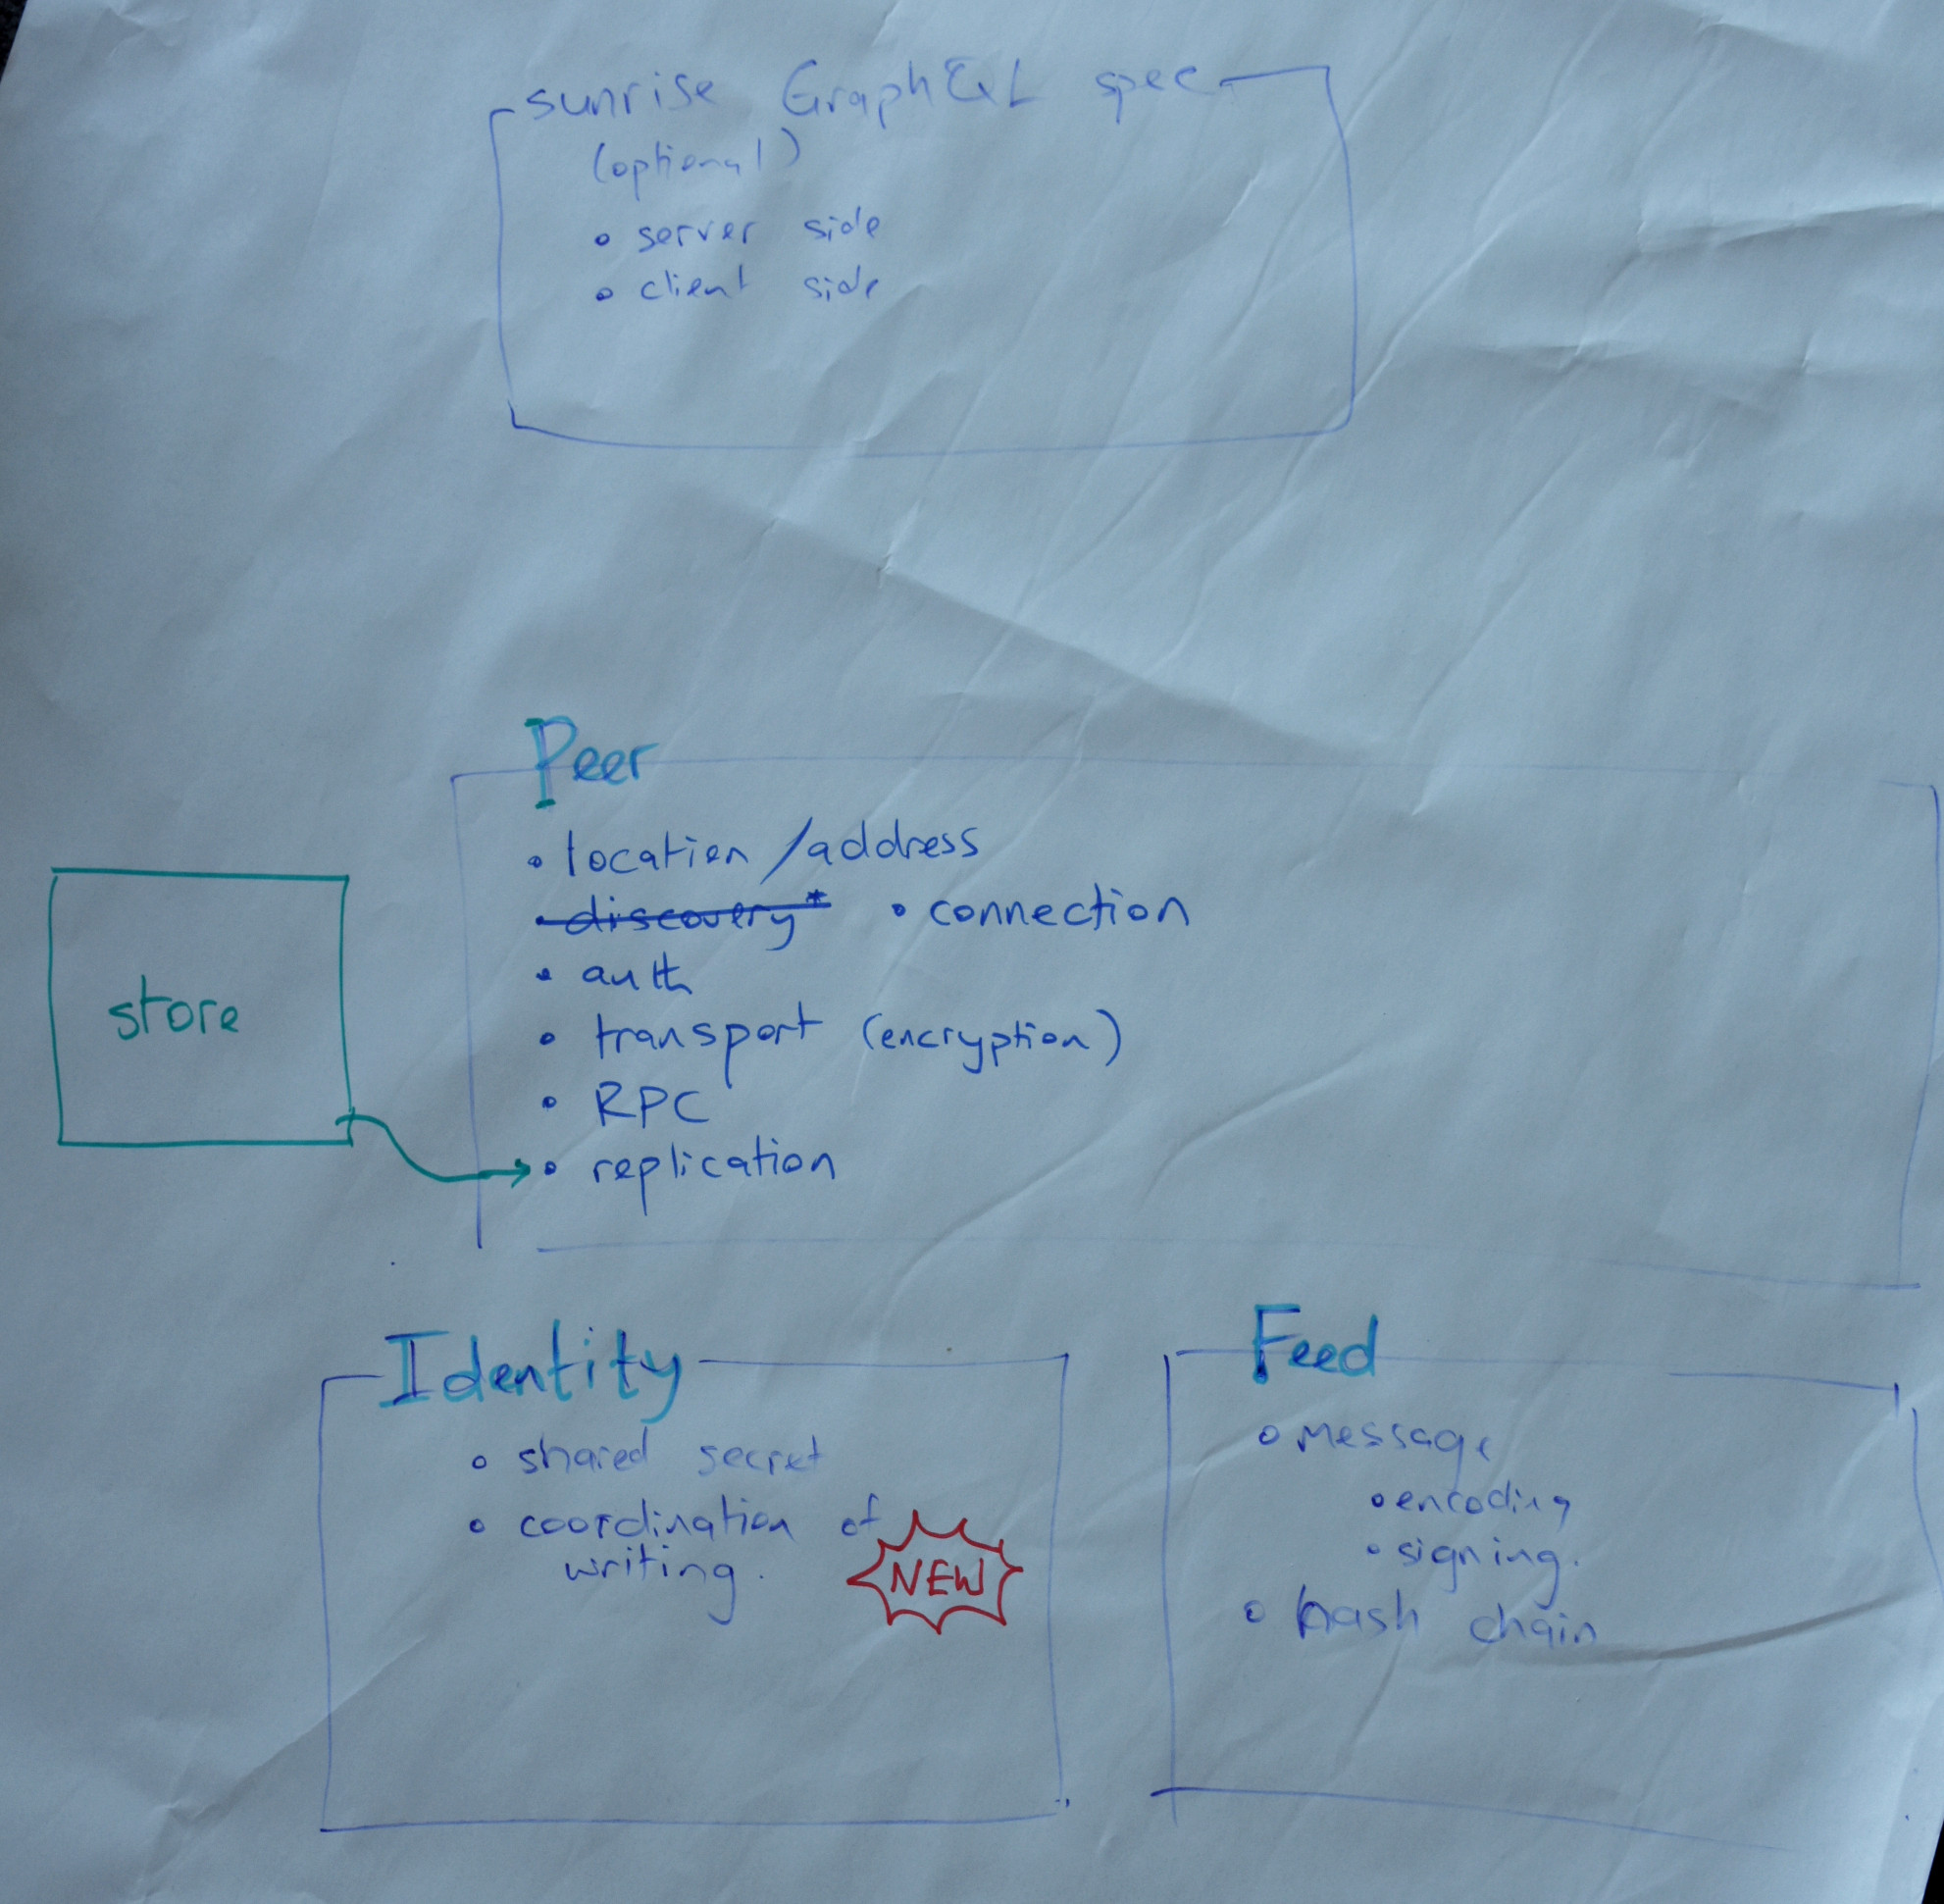 sunrise GraphQL spec
(optional)
• server side
• client side
Peer
• location/address
• discovery* • connection
• auth
• transport (encryption)
• RPC
• replication
store
Identity
• shared secret
• coordination of
writing.
NEW
Feed
• message
• encoding
• signing.
• hash chain